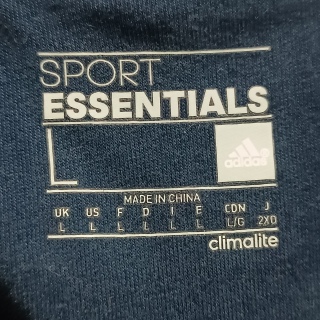 SPORT
ESSENTIALS
L
adidas
MADE IN CHINA
UK US F D I E CDN J
L L L L L L L/G 2XO
climalite